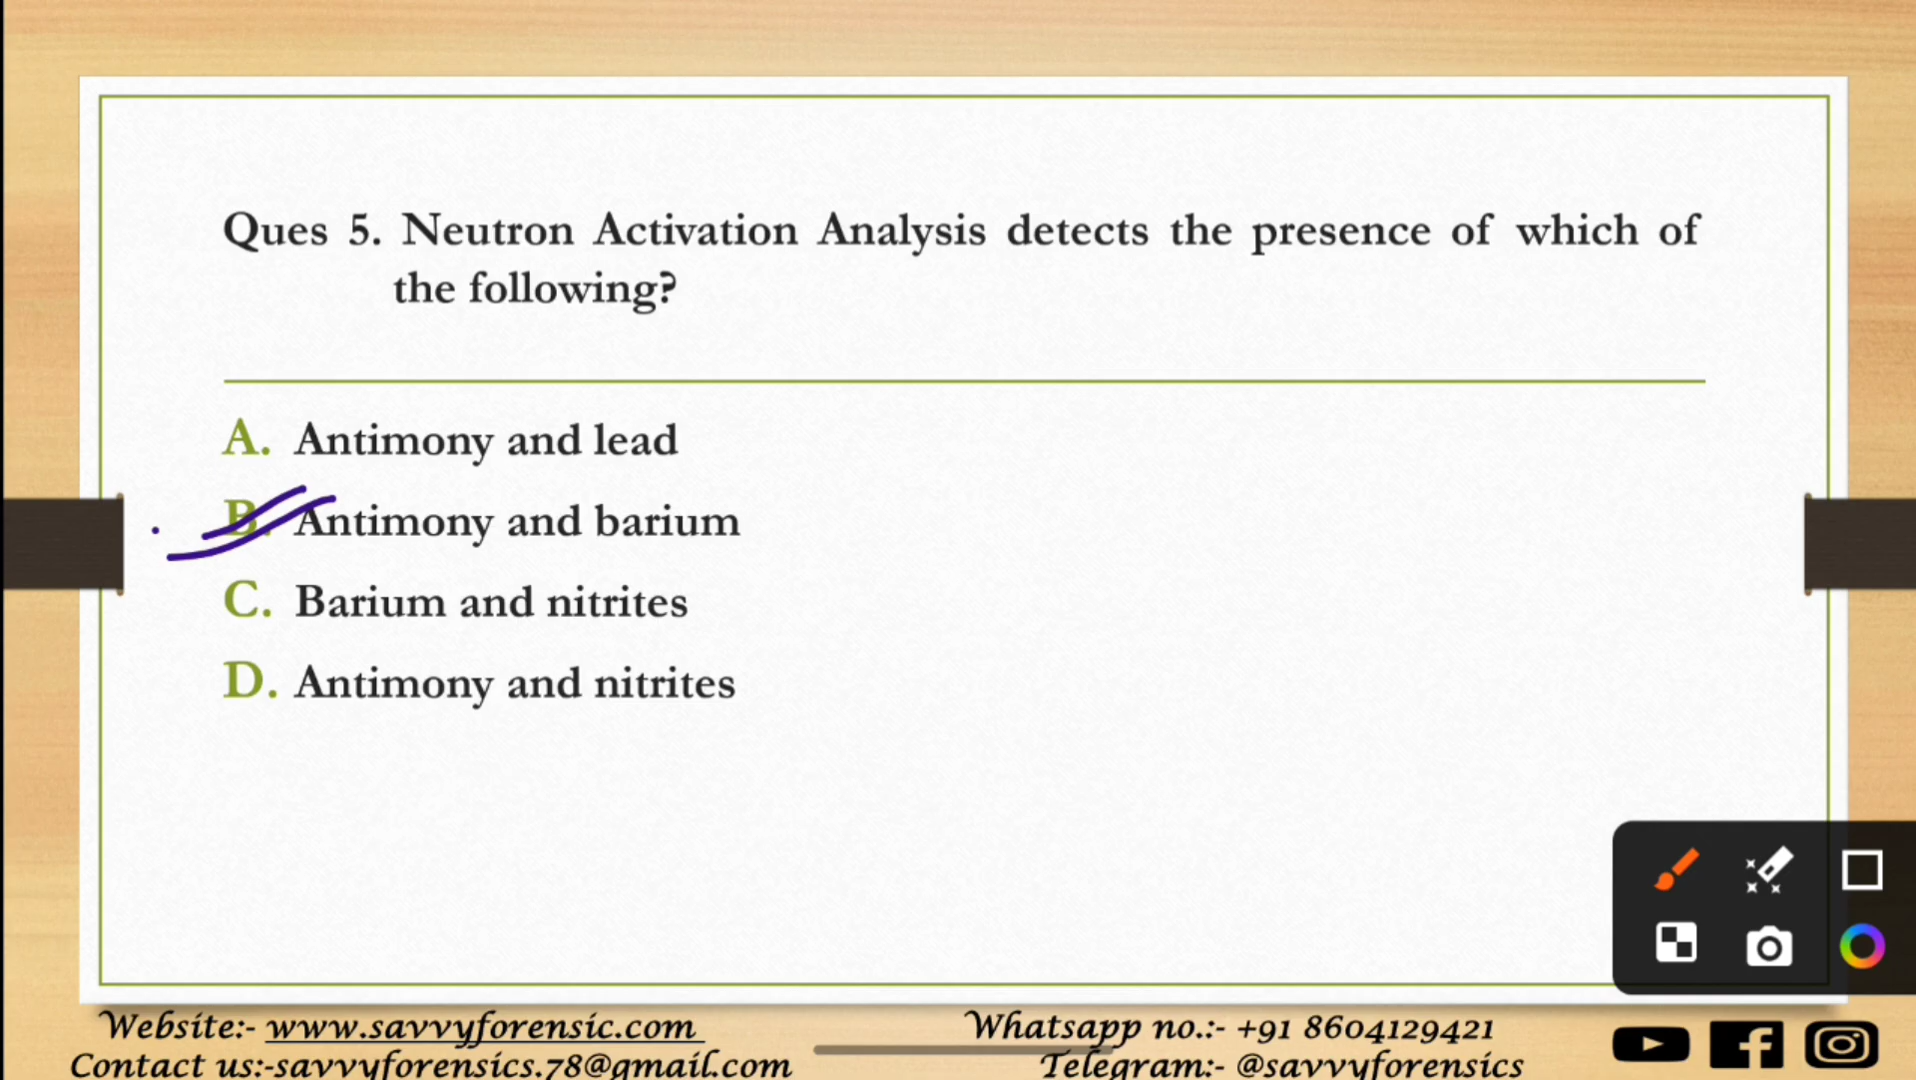 Ques 5. Neutron Activation Analysis detects the presence of which of
the following?
A. Antimony and lead
B. Antimony and barium
C. Barium and nitrites
D. Antimony and nitrites
Website:- www.savvyforensic.com
Whatsapp no.:- +91 8604129421
Contact us:-savvyforensics.78@gmail.com
Telegram:- @savvyforensics